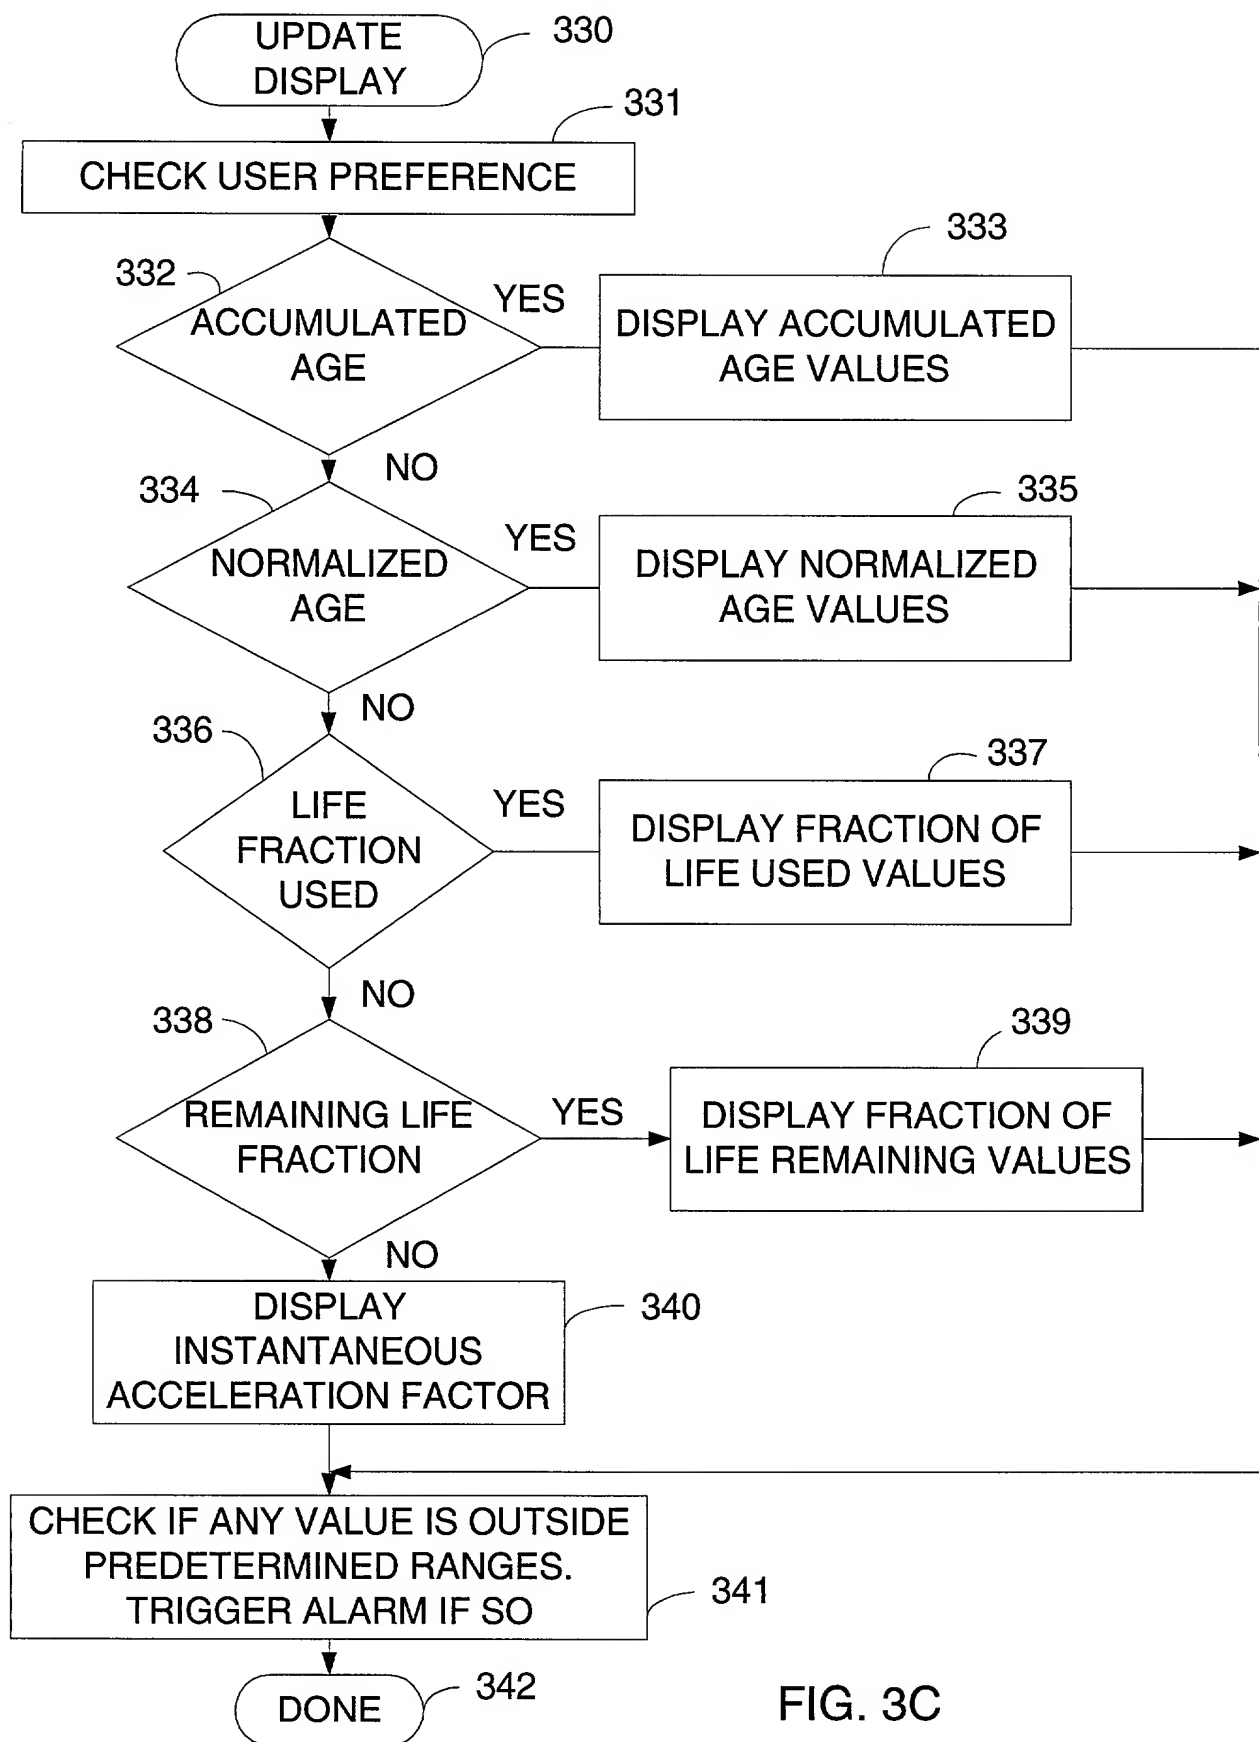 UPDATE
DISPLAY
330
331
CHECK USER PREFERENCE
332
ACCUMULATED
AGE
YES
333
DISPLAY ACCUMULATED
AGE VALUES
NO
334
NORMALIZED
AGE
YES
335
DISPLAY NORMALIZED
AGE VALUES
NO
336
LIFE
FRACTION
USED
YES
337
DISPLAY FRACTION OF
LIFE USED VALUES
NO
338
REMAINING LIFE
FRACTION
YES
339
DISPLAY FRACTION OF
LIFE REMAINING VALUES
NO
DISPLAY
INSTANTANEOUS
ACCELERATION FACTOR
340
CHECK IF ANY VALUE IS OUTSIDE
PREDETERMINED RANGES.
TRIGGER ALARM IF SO
341
DONE
342
FIG. 3C